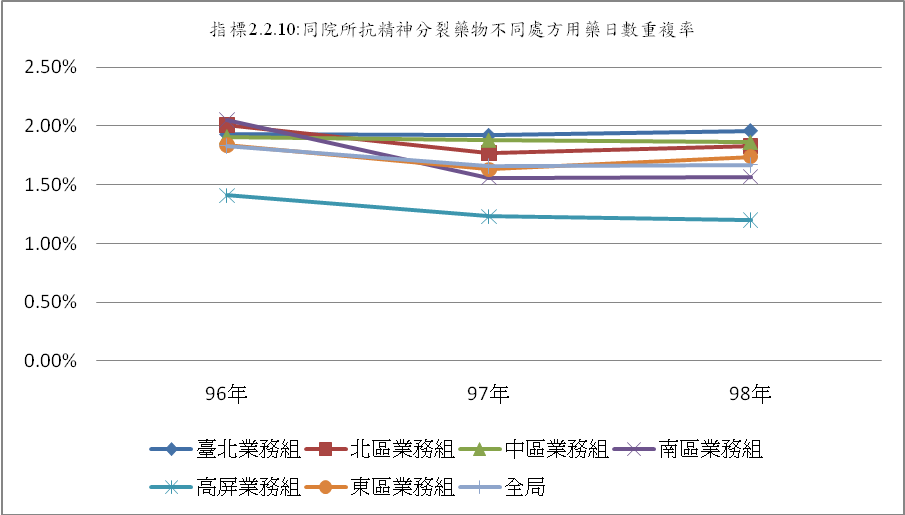 指標2.2.10:同院所抗精神分裂藥物不同處方用藥日數重複率
2.50%
2.00%
1.50%
1.00%
0.50%
0.00%
96年 97年 98年
臺北業務組 北區業務組 中區業務組 南區業務組
高屏業務組 東區業務組 全局